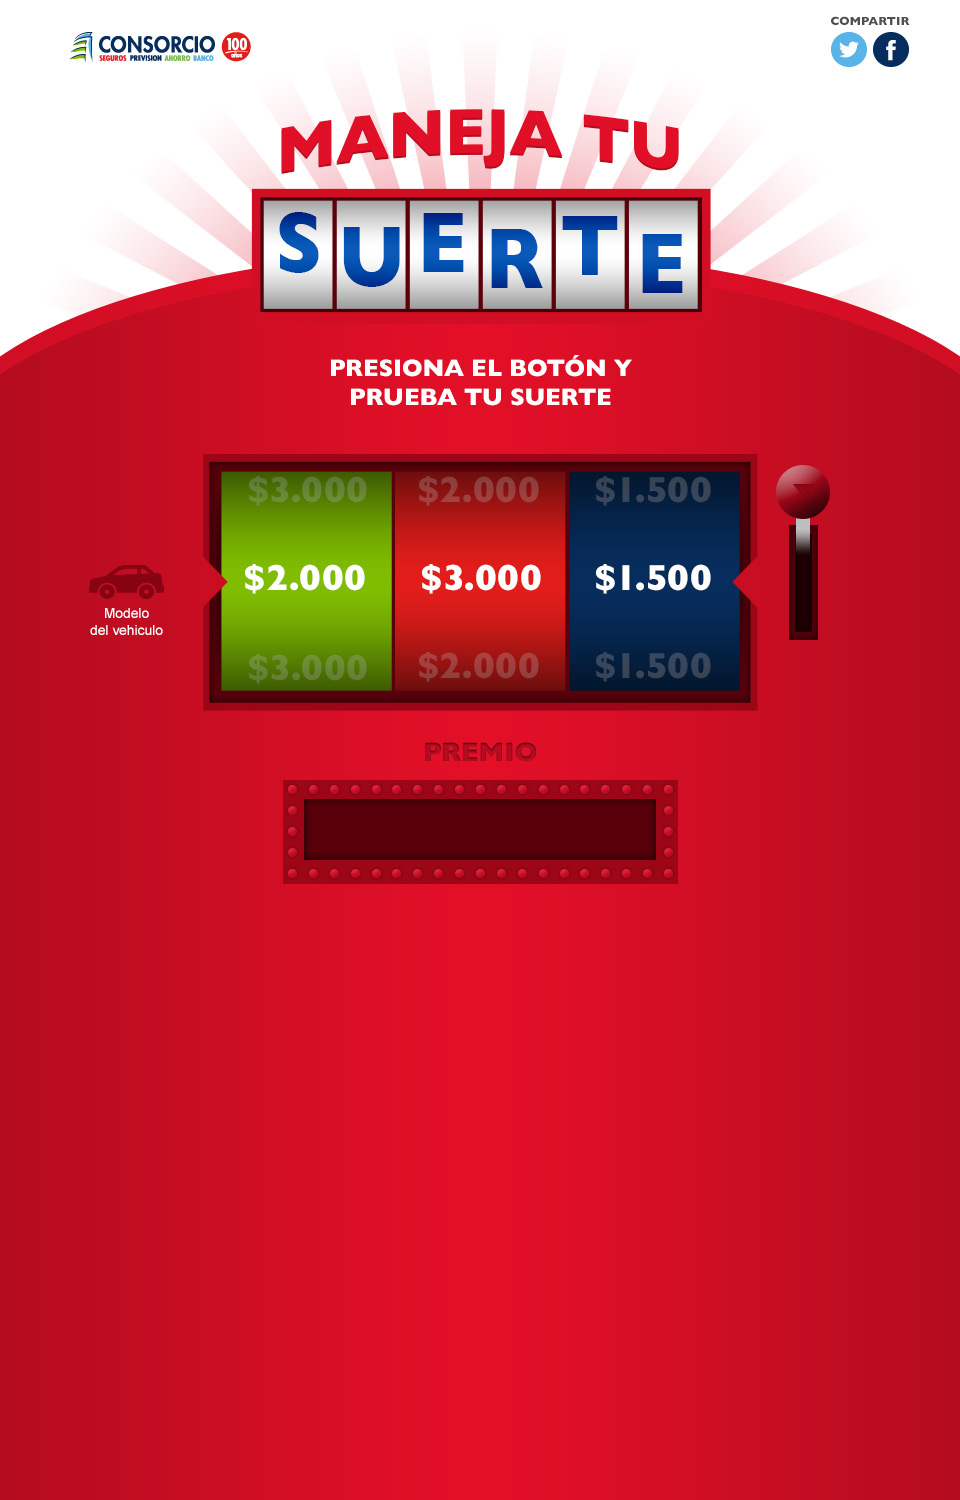 COMPARTIR
CONSORCIO 100 años
SEGUROS PREVISION AHORRO BANCO
MANEJA TU
SUERTE
PRESIONA EL BOTÓN Y
PRUEBA TU SUERTE
$3.000 $2.000 $1.500
$2.000 $3.000 $1.500
$3.000 $2.000 $1.500
Modelo
del vehiculo
PREMIO